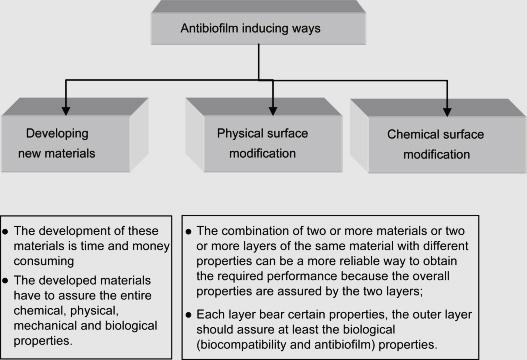 Antibiofilm inducing ways
Developing
new materials
Physical surface
modification
Chemical surface
modification
● The development of these
materials is time and money
consuming
● The developed materials
have to assure the entire
chemical, physical,
mechanical and biological
properties.
● The combination of two or more materials or two
or more layers of the same material with different
properties can be a more reliable way to obtain
the required performance because the overall
properties are assured by the two layers;
● Each layer bear certain properties, the outer layer
should assure at least the biological
(biocompatibility and antibiofilm) properties.